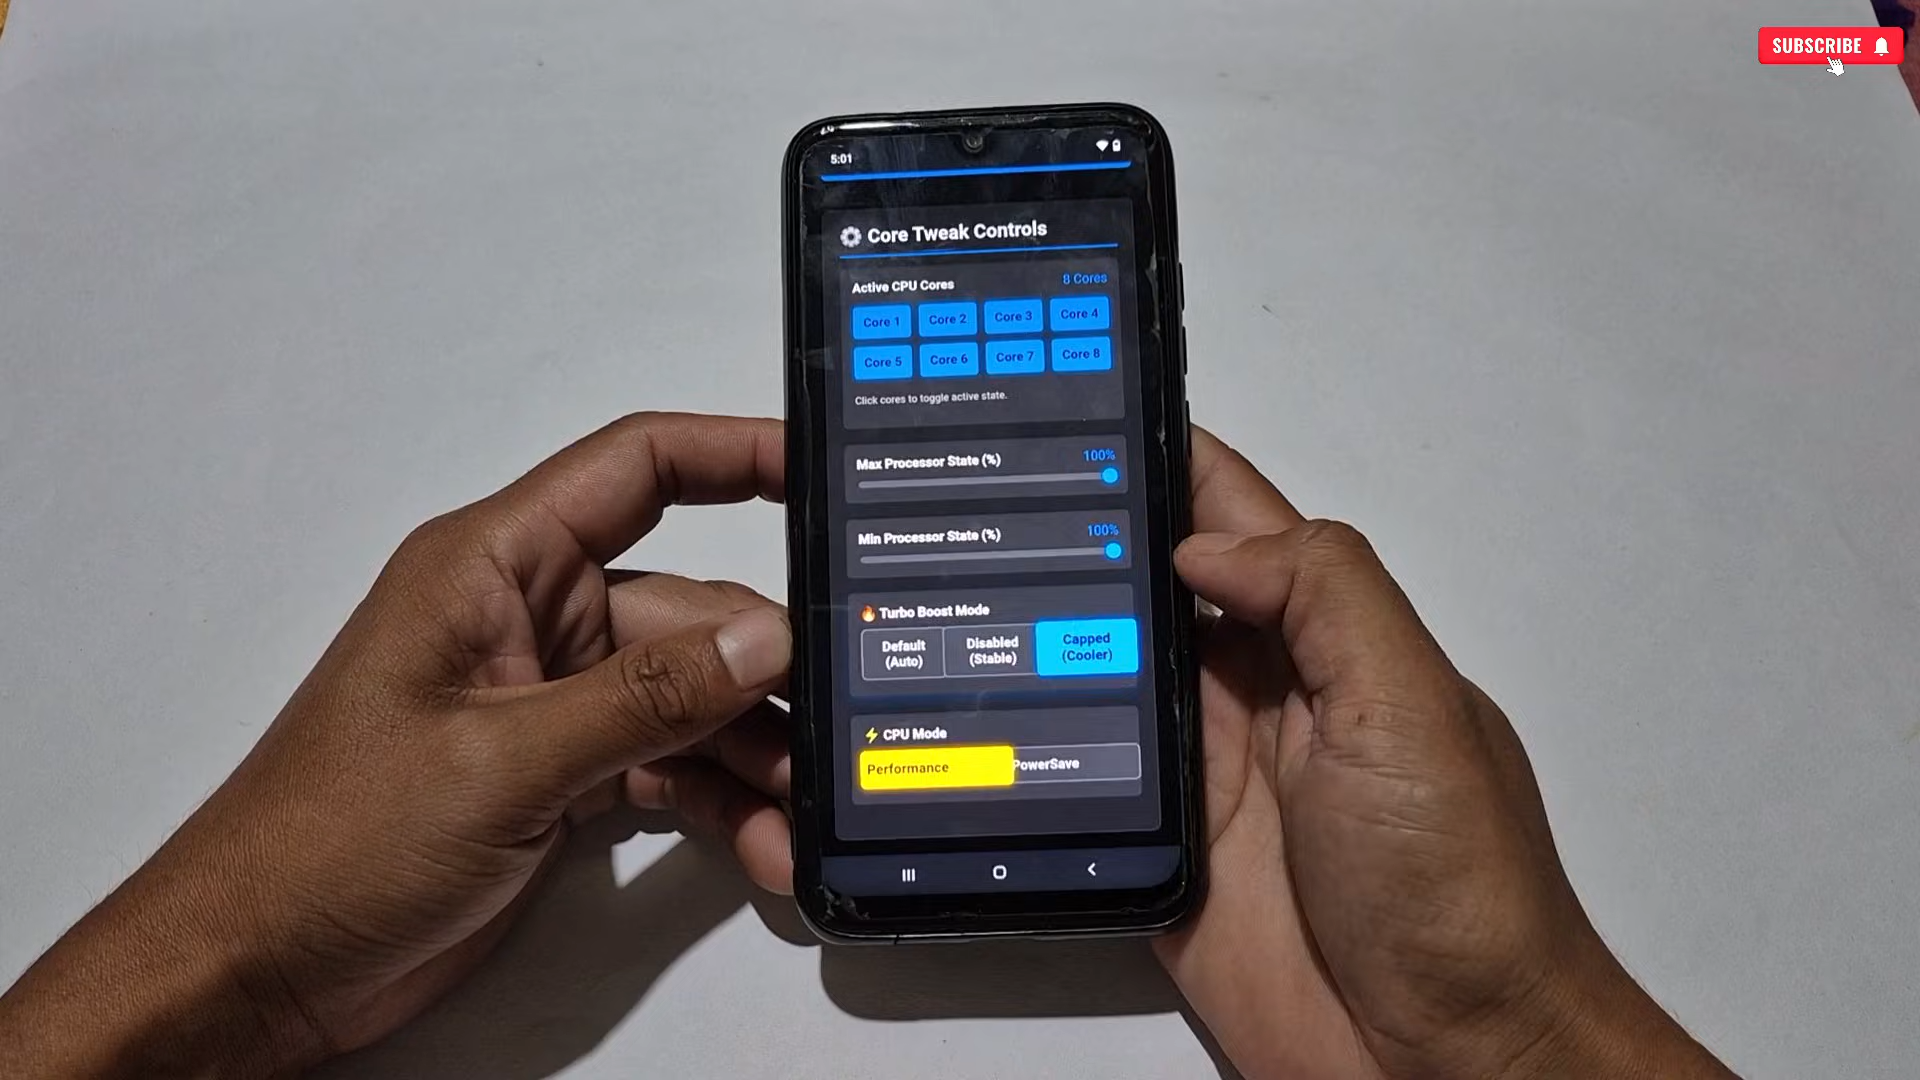 SUBSCRIBE
5:01
Core Tweak Controls
Active CPU Cores 8 Cores
Core 1 Core 2 Core 3 Core 4
Core 5 Core 6 Core 7 Core 8
Click cores to toggle active state.
Max Processor State (%) 100%
Min Processor State (%) 100%
🔥 Turbo Boost Mode
Default
(Auto)
Disabled
(Stable)
Capped
(Cooler)
⚡ CPU Mode
Performance PowerSave